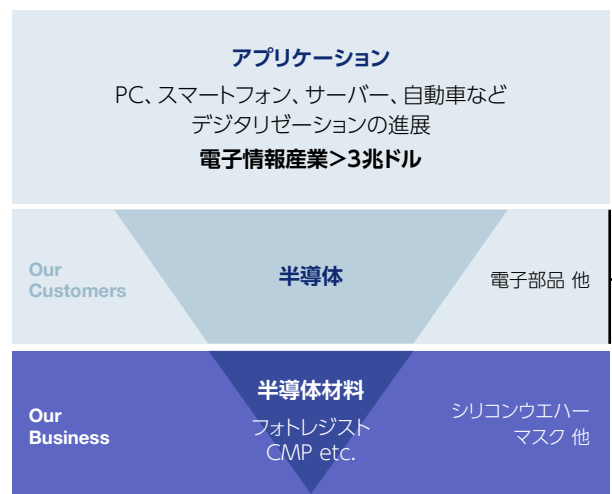 アプリケーション
PC、スマートフォン、サーバー、自動車など
デジタリゼーションの進展
電子情報産業>3兆ドル
Our
Customers
半導体
電子部品 他
Our
Business
半導体材料
フォトレジスト
CMP etc.
シリコンウエハー
マスク 他